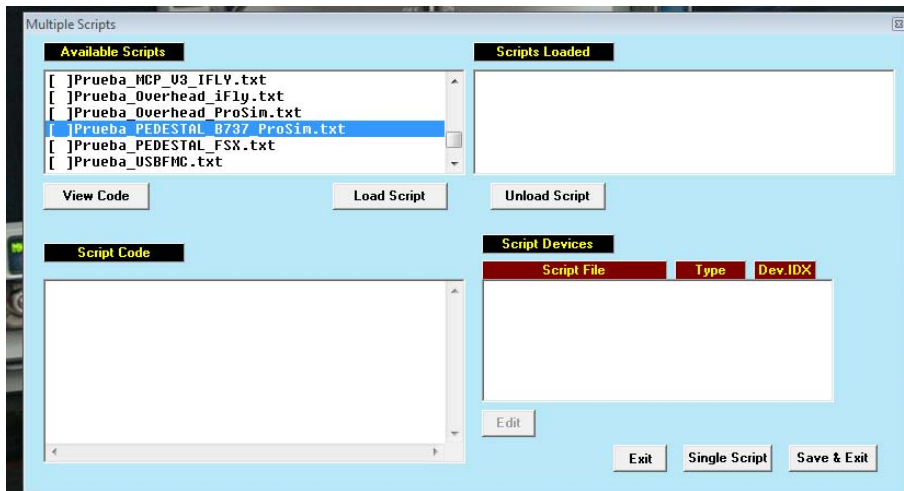 Multiple Scripts
Available Scripts
Scripts Loaded
[ ]Prueba_MCP_V3_IFLY.txt
[ ]Prueba_Overhead_iFly.txt
[ ]Prueba_Overhead_ProSim.txt
[ ]Prueba_PEDESTAL_B737_ProSim.txt
[ ]Prueba_PEDESTAL_FSX.txt
[ ]Prueba_USBFMC.txt
View Code
Load Script
Unload Script
Script Code
Script Devices
Script File
Type
Dev.IDX
Edit
Exit
Single Script
Save & Exit